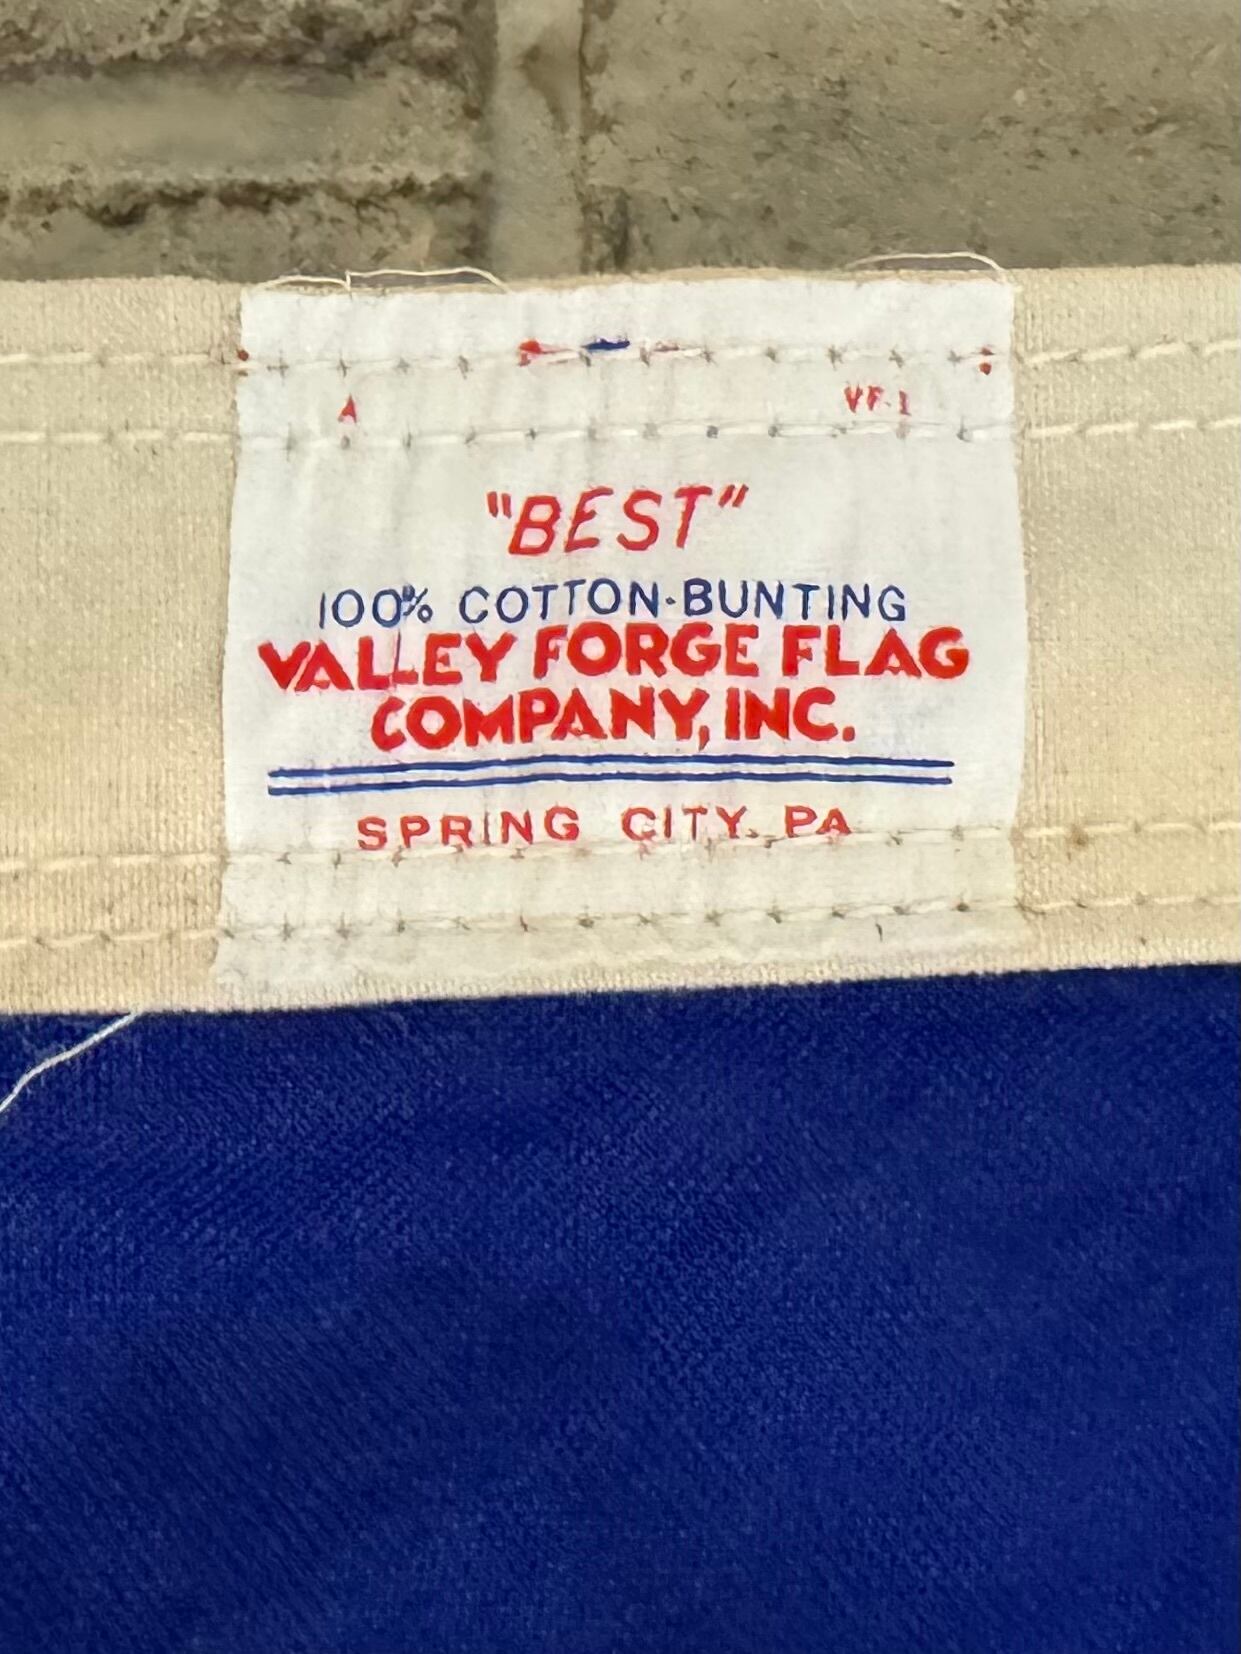 A VF-1
"BEST"
100% COTTON-BUNTING
VALLEY FORGE FLAG
COMPANY, INC.
SPRING CITY, PA